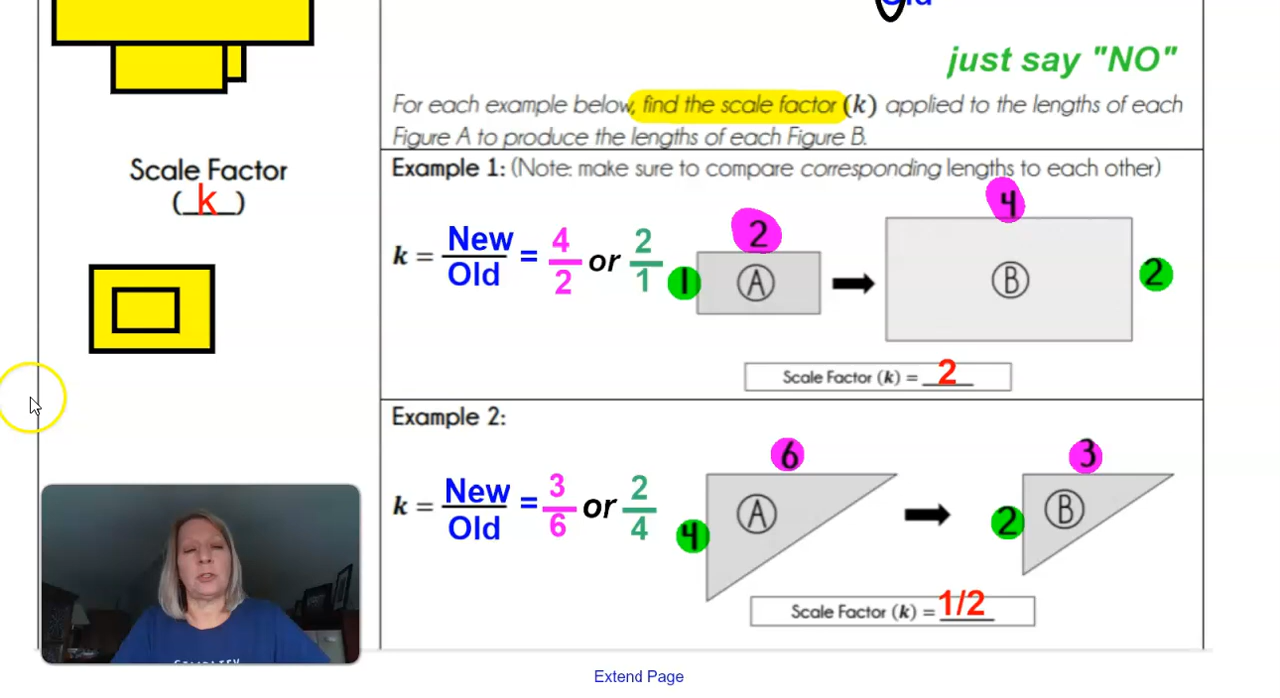 Old
just say "NO"
For each example below, find the scale factor (k) applied to the lengths of each
Figure A to produce the lengths of each Figure B.
Scale Factor
(_k_)
Example 1: (Note: make sure to compare corresponding lengths to each other)
k = New/Old = 4/2 or 2/1
2
1
A
4
B
2
Scale Factor (k) = 2
Example 2:
k = New/Old = 3/6 or 2/4
6
4
A
3
2
B
Scale Factor (k) = 1/2
Extend Page